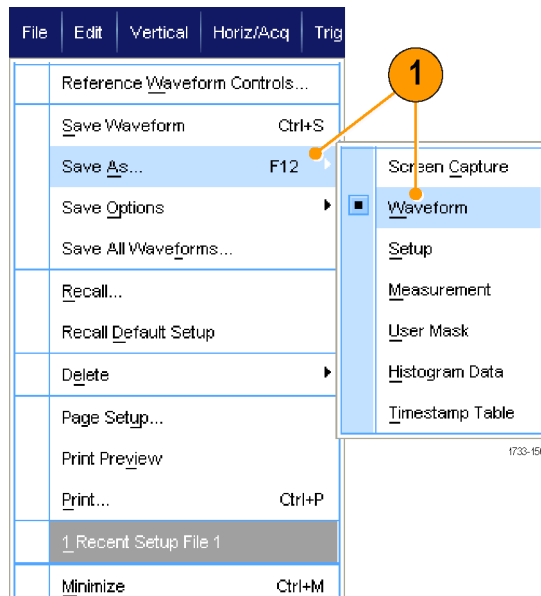 File Edit Vertical Horiz/Acq Trig
1
Reference Waveform Controls...
Save Waveform Ctrl+S
Save As... F12
Save Options
Save All Waveforms...
Recall...
Recall Default Setup
Delete
Page Setup...
Print Preview
Print... Ctrl+P
1 Recent Setup File 1
Minimize Ctrl+M
Screen Capture
Waveform
Setup
Measurement
User Mask
Histogram Data
Timestamp Table